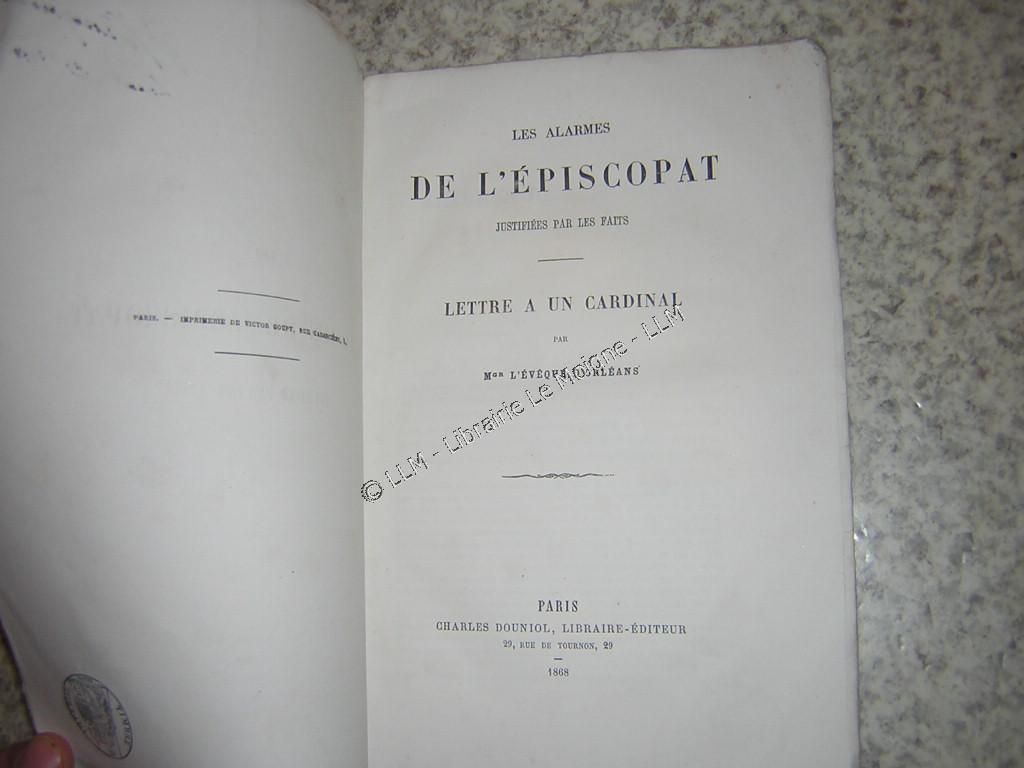 PARIS. — IMPRIMERIE DE VICTOR GOUPY, RUE GARANCIÈRE, 5.
LES ALARMES
DE L'ÉPISCOPAT
JUSTIFIÉES PAR LES FAITS
LETTRE A UN CARDINAL
PAR
MGR L'ÉVÊQUE D'ORLÉANS
© LLM - Librairie Le Moigne - LLM
PARIS
CHARLES DOUNIOL, LIBRAIRE-ÉDITEUR
29, RUE DE TOURNON, 29
1868